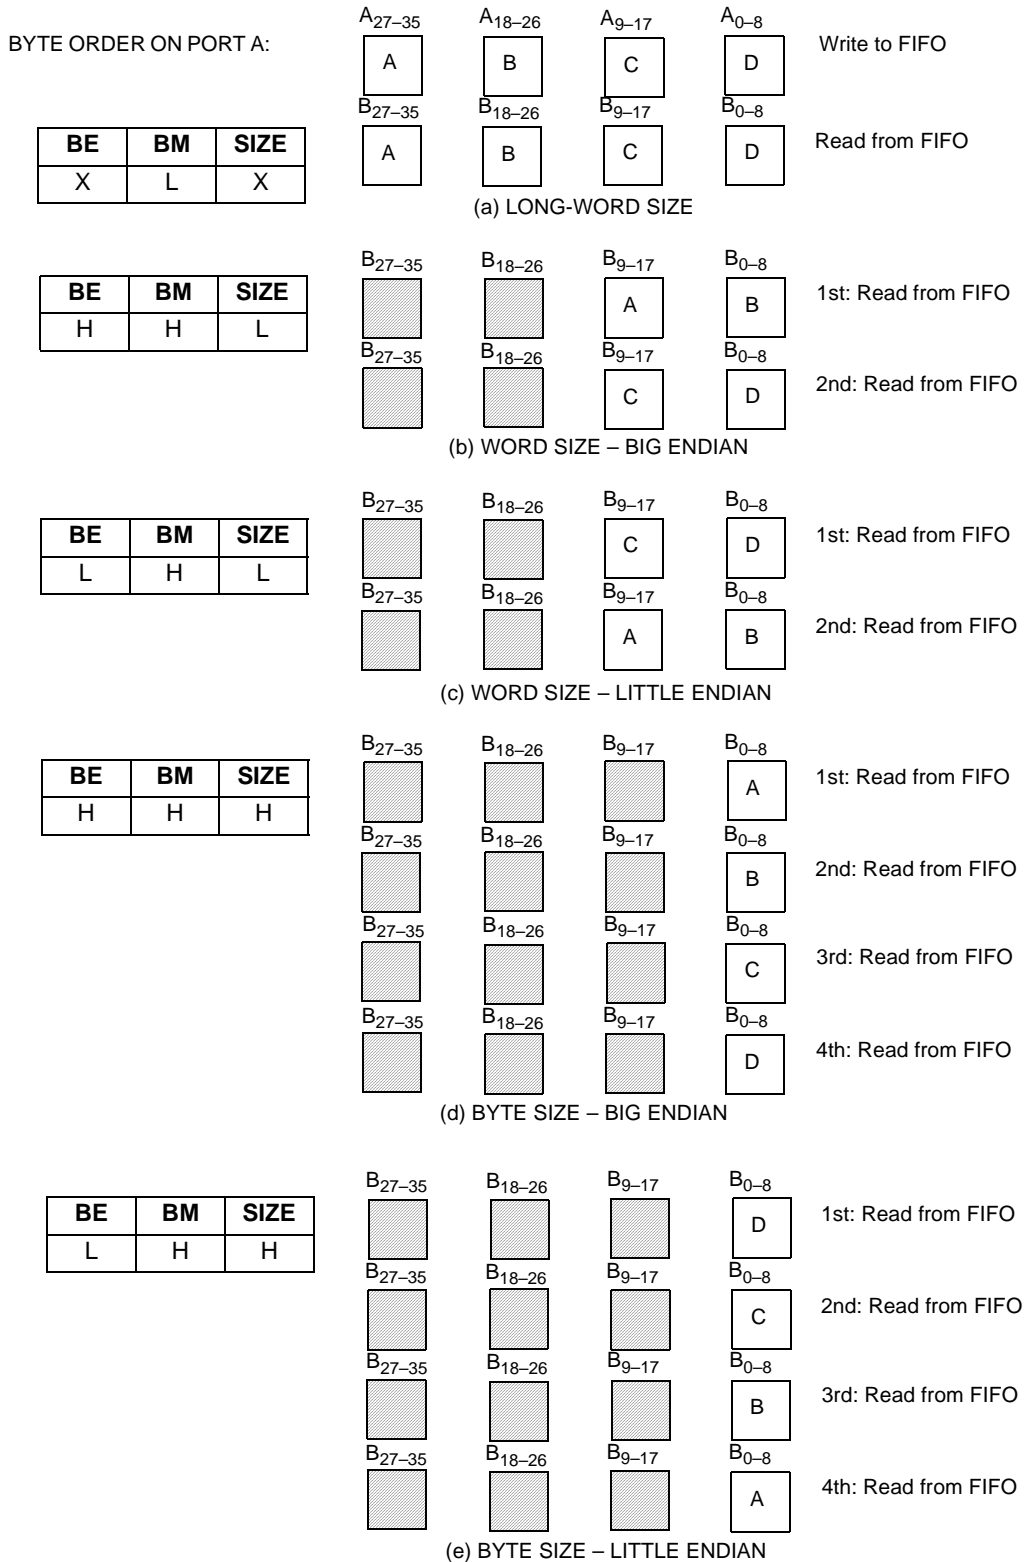 A27–35 A18–26 A9–17 A0–8
BYTE ORDER ON PORT A: A B C D Write to FIFO
B27–35 B18–26 B9–17 B0–8
BE BM SIZE A B C D Read from FIFO
X L X
(a) LONG-WORD SIZE
B27–35 B18–26 B9–17 B0–8
BE BM SIZE A B 1st: Read from FIFO
H H L
B27–35 B18–26 B9–17 B0–8
C D 2nd: Read from FIFO
(b) WORD SIZE – BIG ENDIAN
B27–35 B18–26 B9–17 B0–8
BE BM SIZE C D 1st: Read from FIFO
L H L
B27–35 B18–26 B9–17 B0–8
A B 2nd: Read from FIFO
(c) WORD SIZE – LITTLE ENDIAN
B27–35 B18–26 B9–17 B0–8
BE BM SIZE A 1st: Read from FIFO
H H H
B27–35 B18–26 B9–17 B0–8
B 2nd: Read from FIFO
B27–35 B18–26 B9–17 B0–8
C 3rd: Read from FIFO
B27–35 B18–26 B9–17 B0–8
D 4th: Read from FIFO
(d) BYTE SIZE – BIG ENDIAN
B27–35 B18–26 B9–17 B0–8
BE BM SIZE D 1st: Read from FIFO
L H H
B27–35 B18–26 B9–17 B0–8
C 2nd: Read from FIFO
B27–35 B18–26 B9–17 B0–8
B 3rd: Read from FIFO
B27–35 B18–26 B9–17 B0–8
A 4th: Read from FIFO
(e) BYTE SIZE – LITTLE ENDIAN